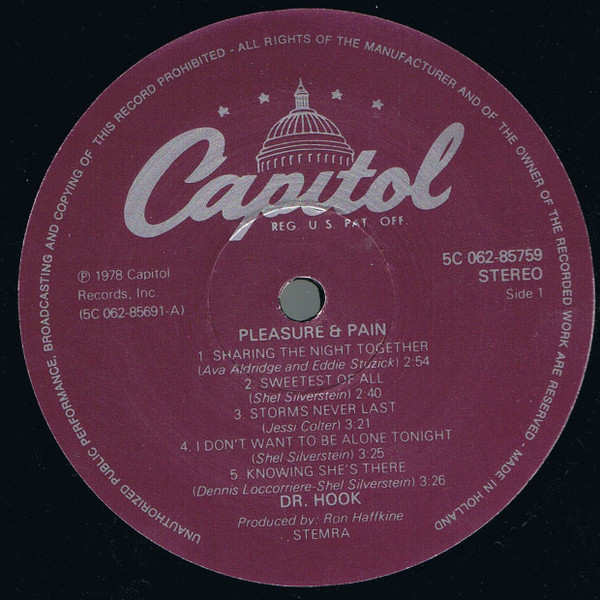 UNAUTHORIZED PUBLIC PERFORMANCE, BROADCASTING AND COPYING OF THIS RECORD PROHIBITED - ALL RIGHTS OF THE MANUFACTURER AND OF THE OWNER OF THE RECORDED WORK ARE RESERVED - MADE IN HOLLAND
Capitol
REG. U.S. PAT. OFF.
℗ 1978 Capitol
Records, Inc.
(5C 062-85691-A)
5C 062-85759
STEREO
Side 1
PLEASURE & PAIN
1. SHARING THE NIGHT TOGETHER
(Ava Aldridge and Eddie Stuzick) 2:54
2. SWEETEST OF ALL
(Shel Silverstein) 2:40
3. STORMS NEVER LAST
(Jessi Colter) 3:21
4. I DON'T WANT TO BE ALONE TONIGHT
(Shel Silverstein) 3:25
5. KNOWING SHE'S THERE
(Dennis Loccorriere-Shel Silverstein) 3:26
DR. HOOK
Produced by: Ron Haffkine
STEMRA